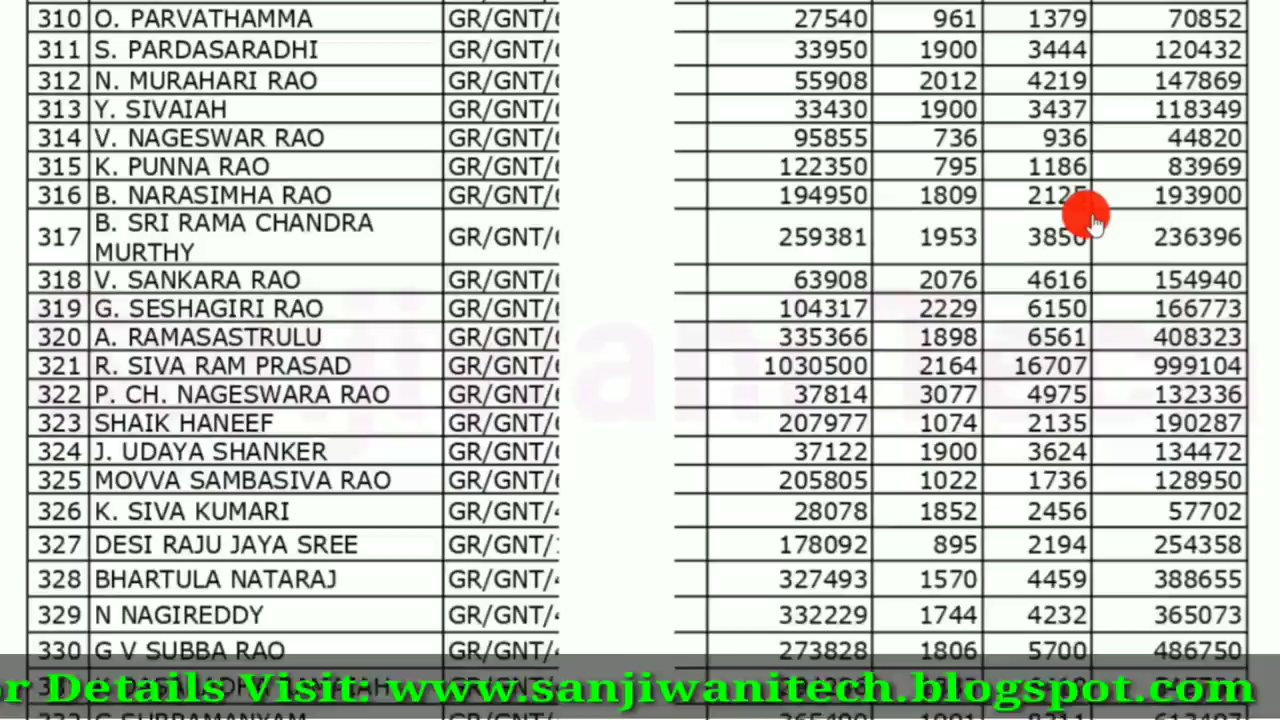 310 O. PARVATHAMMA GR/GNT/ 27540 961 1379 70852
311 S. PARDASARADHI GR/GNT/ 33950 1900 3444 120432
312 N. MURAHARI RAO GR/GNT/ 55908 2012 4219 147869
313 Y. SIVAIAH GR/GNT/ 33430 1900 3437 118349
314 V. NAGESWAR RAO GR/GNT/ 95855 736 936 44820
315 K. PUNNA RAO GR/GNT/ 122350 795 1186 83969
316 B. NARASIMHA RAO GR/GNT/ 194950 1809 2125 193900
317 B. SRI RAMA CHANDRA
MURTHY GR/GNT/ 259381 1953 236396
318 V. SANKARA RAO GR/GNT/ 63908 2076 4616 154940
319 G. SESHAGIRI RAO GR/GNT/ 104317 2229 6150 166773
320 A. RAMASASTRULU GR/GNT/ 335366 1898 6561 408323
321 R. SIVA RAM PRASAD GR/GNT/ 1030500 2164 16707 999104
322 P. CH. NAGESWARA RAO GR/GNT/ 37814 3077 4975 132336
323 SHAIK HANEEF GR/GNT/ 207977 1074 2135 190287
324 J. UDAYA SHANKER GR/GNT/ 37122 1900 3624 134472
325 MOVVA SAMBASIVA RAO GR/GNT/ 205805 1022 1736 128950
326 K. SIVA KUMARI GR/GNT/ 28078 1852 2456 57702
327 DESI RAJU JAYA SREE GR/GNT/ 178092 895 2194 254358
328 BHARTULA NATARAJ GR/GNT/ 327493 1570 4459 388655
329 N NAGIREDDY GR/GNT/ 332229 1744 4232 365073
330 G V SUBBA RAO GR/GNT/ 273828 1806 5700 486750
or Details Visit: www.sanjiwanitech.blogspot.com